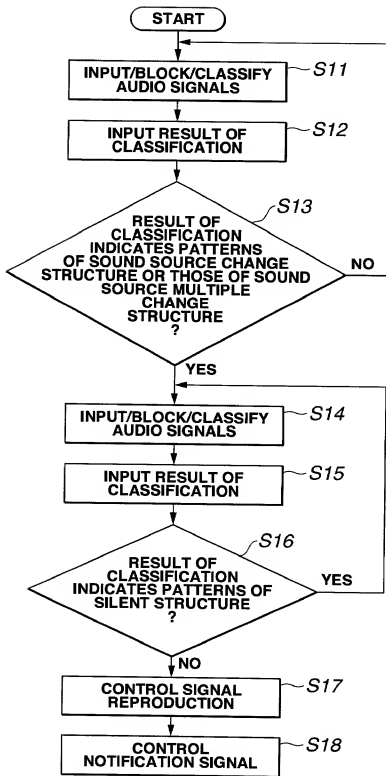 START
INPUT/BLOCK/CLASSIFY
AUDIO SIGNALS
S11
INPUT RESULT OF
CLASSIFICATION
S12
RESULT OF
CLASSIFICATION
INDICATES PATTERNS
OF SOUND SOURCE CHANGE
STRUCTURE OR THOSE OF SOUND
SOURCE MULTIPLE
CHANGE
STRUCTURE
?
S13
NO
YES
INPUT/BLOCK/CLASSIFY
AUDIO SIGNALS
S14
INPUT RESULT OF
CLASSIFICATION
S15
RESULT OF
CLASSIFICATION
INDICATES PATTERNS OF
SILENT STRUCTURE
?
S16
YES
NO
CONTROL SIGNAL
REPRODUCTION
S17
CONTROL
NOTIFICATION SIGNAL
S18